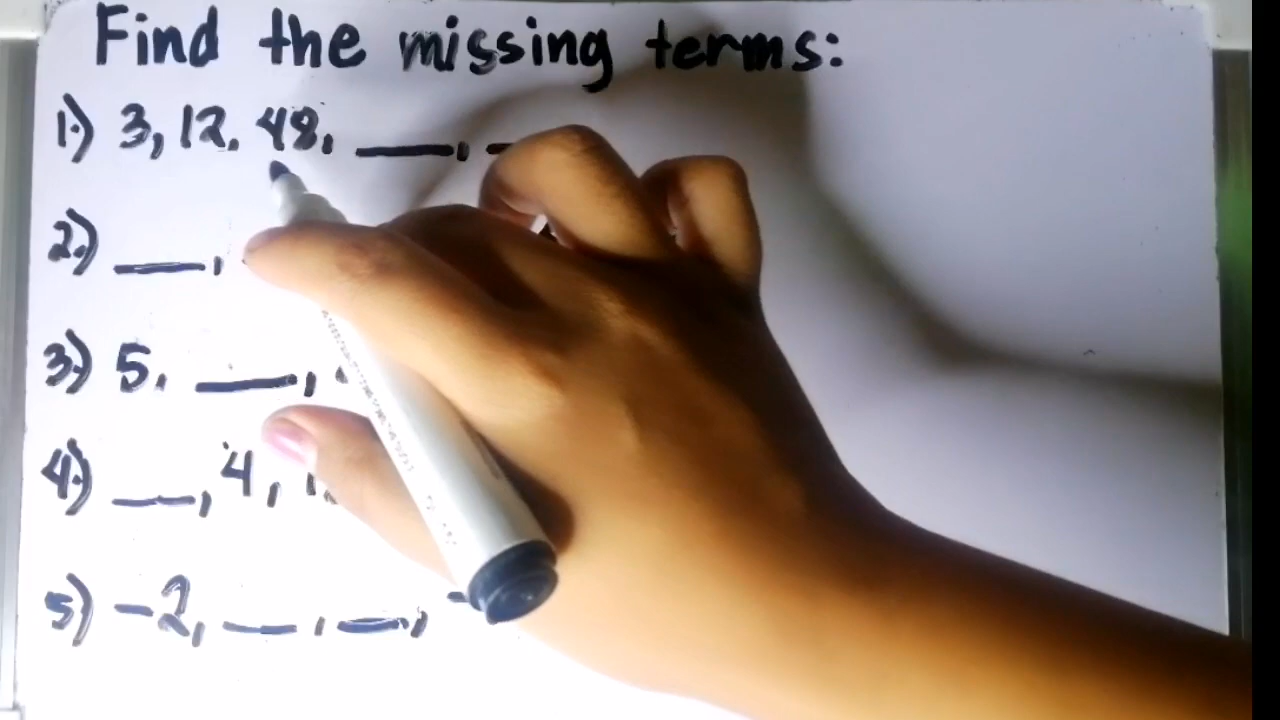 Find the missing terms:
1.) 3, 12, 48, ___, _
2.) ___,
3.) 5, ___,
4.) ___, 4, 1,
5.) -2, ___, ___, -